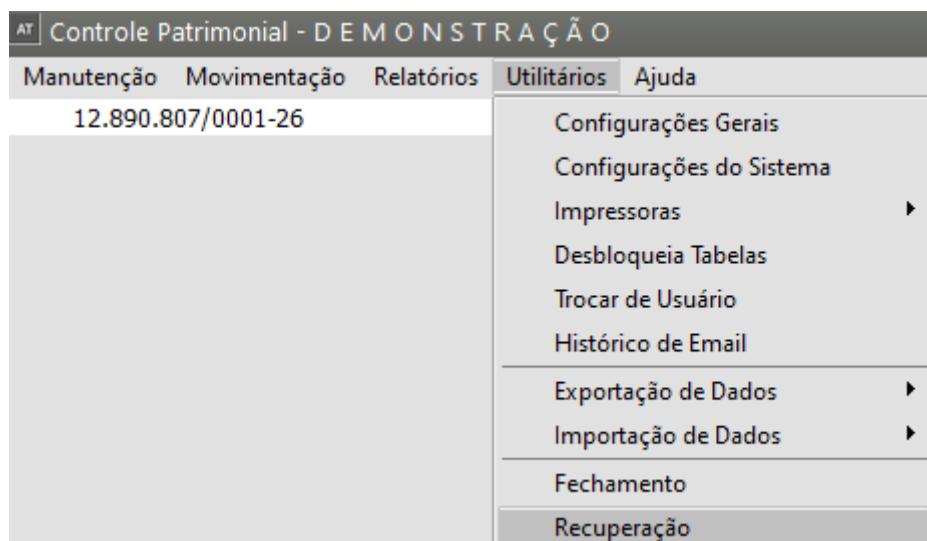 AT Controle Patrimonial - D E M O N S T R A Ç Ã O
Manutenção Movimentação Relatórios Utilitários Ajuda
12.890.807/0001-26
Configurações Gerais
Configurações do Sistema
Impressoras
Desbloqueia Tabelas
Trocar de Usuário
Histórico de Email
Exportação de Dados
Importação de Dados
Fechamento
Recuperação